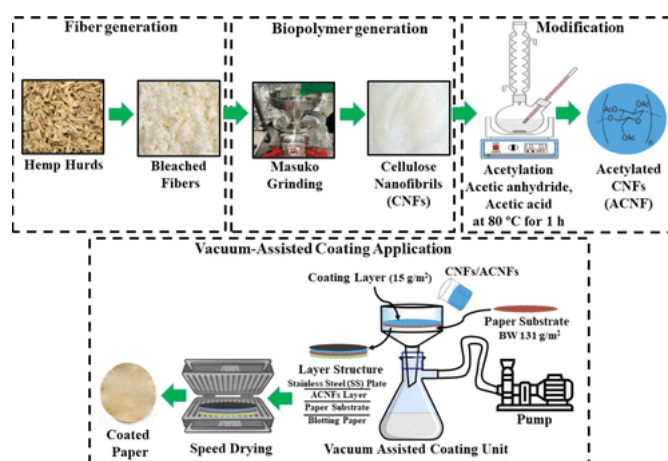 Fiber generation
Hemp Hurds
Bleached
Fibers
Biopolymer generation
Masuko
Grinding
Cellulose
Nanofibrils
(CNFs)
Modification
Acetylation
Acetic anhydride,
Acetic acid
at 80 °C for 1 h
AcO
OAc
O
OAc
n
Acetylated
CNFs
(ACNF)
Vacuum-Assisted Coating Application
Coating Layer (15 g/m²)
CNFs/ACNFs
Paper Substrate
BW 131 g/m²
Layer Structure
Stainless Steel (SS) Plate
ACNFs Layer
Paper Substrate
Blotting Paper
Coated
Paper
Speed Drying
Vacuum Assisted Coating Unit
Pump